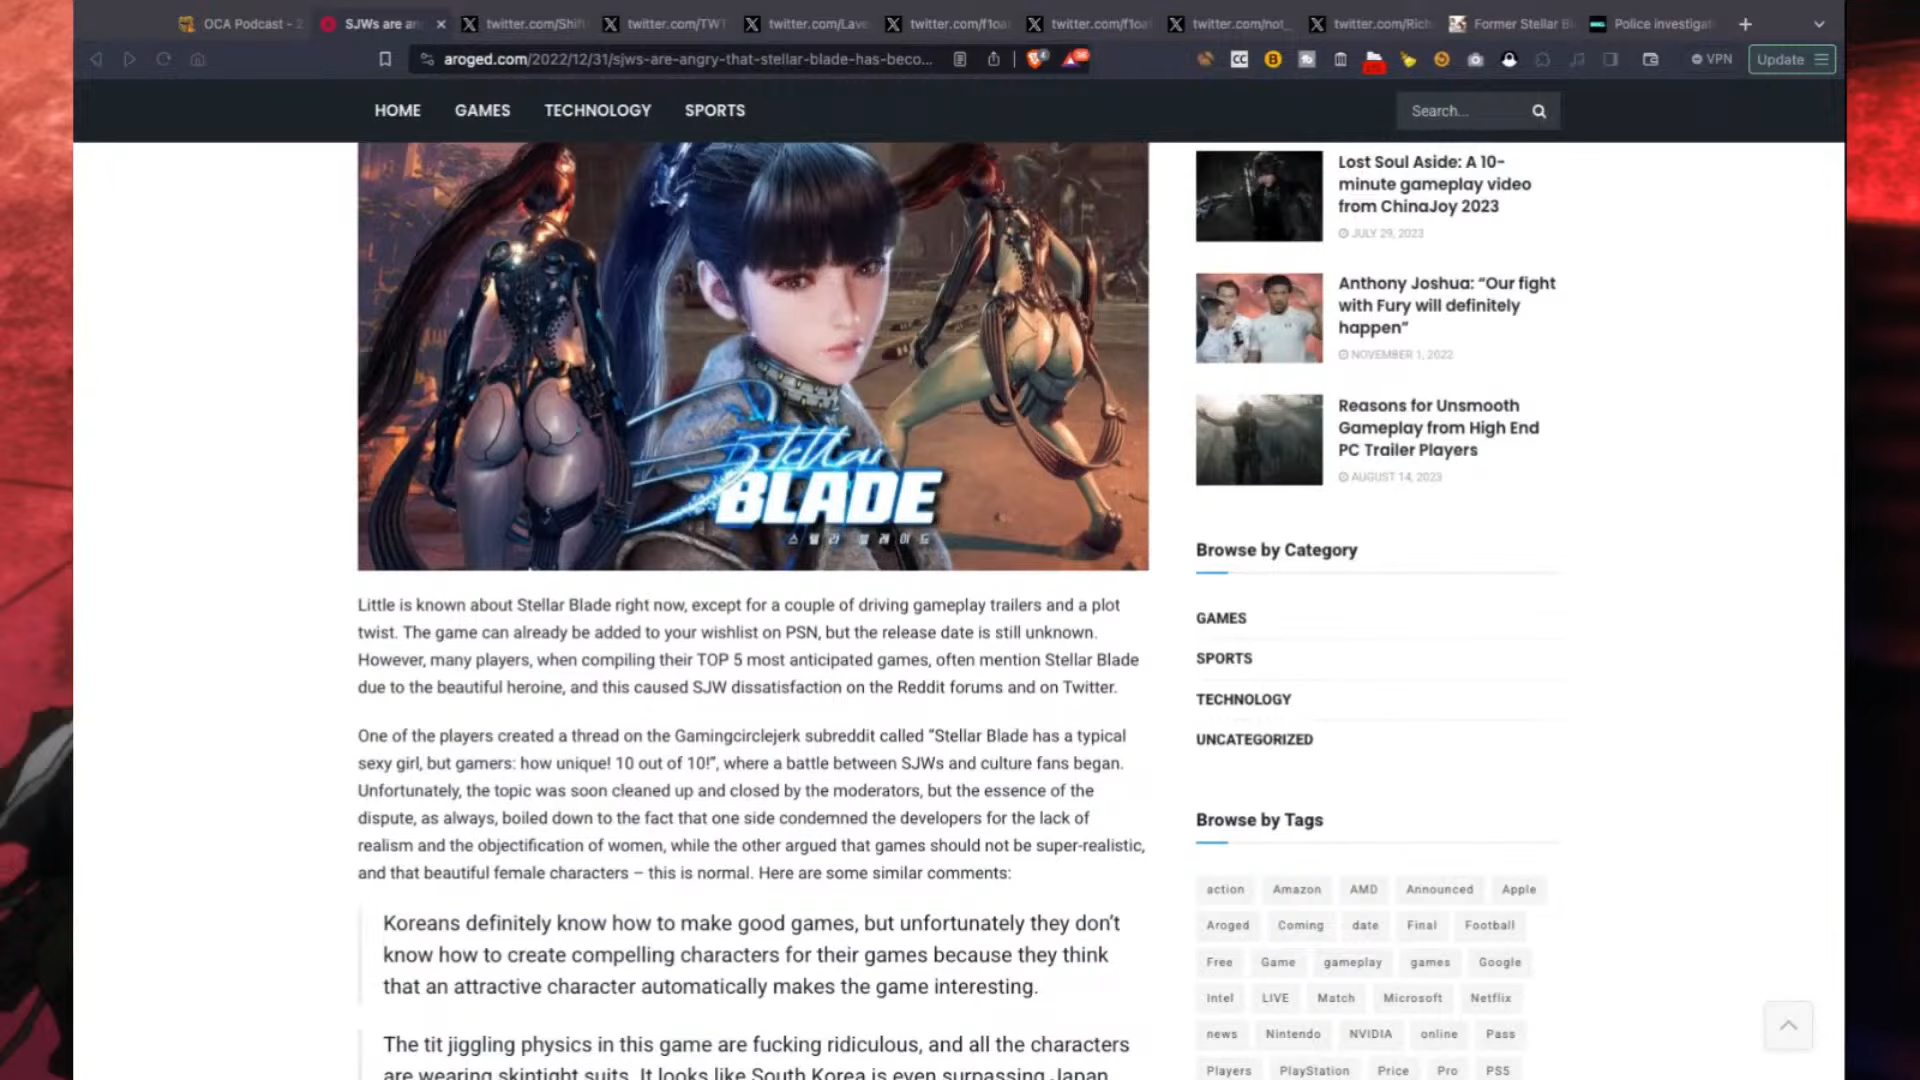 OCA Podcast - 2
SJWs are an
twitter.com/Shif
twitter.com/TWT
twitter.com/Lave
twitter.com/f1oa
twitter.com/f1oa
twitter.com/not_
twitter.com/Rich
Former Stellar Bl
Police investigat
aroged.com/2022/12/31/sjws-are-angry-that-stellar-blade-has-beco...
CC
B
VPN
Update
HOME
GAMES
TECHNOLOGY
SPORTS
Search...
Stellar
BLADE
스텔라 블레이드
Little is known about Stellar Blade right now, except for a couple of driving gameplay trailers and a plot
twist. The game can already be added to your wishlist on PSN, but the release date is still unknown.
However, many players, when compiling their TOP 5 most anticipated games, often mention Stellar Blade
due to the beautiful heroine, and this caused SJW dissatisfaction on the Reddit forums and on Twitter.
One of the players created a thread on the Gamingcirclejerk subreddit called “Stellar Blade has a typical
sexy girl, but gamers: how unique! 10 out of 10!”, where a battle between SJWs and culture fans began.
Unfortunately, the topic was soon cleaned up and closed by the moderators, but the essence of the
dispute, as always, boiled down to the fact that one side condemned the developers for the lack of
realism and the objectification of women, while the other argued that games should not be super-realistic,
and that beautiful female characters – this is normal. Here are some similar comments:
Koreans definitely know how to make good games, but unfortunately they don’t
know how to create compelling characters for their games because they think
that an attractive character automatically makes the game interesting.
The tit jiggling physics in this game are fucking ridiculous, and all the characters
are wearing skintight suits. It looks like South Korea is even surpassing Japan
Lost Soul Aside: A 10-
minute gameplay video
from ChinaJoy 2023
JULY 29, 2023
Anthony Joshua: “Our fight
with Fury will definitely
happen”
NOVEMBER 1, 2022
Reasons for Unsmooth
Gameplay from High End
PC Trailer Players
AUGUST 14, 2023
Browse by Category
GAMES
SPORTS
TECHNOLOGY
UNCATEGORIZED
Browse by Tags
action Amazon AMD Announced Apple
Aroged Coming date Final Football
Free Game gameplay games Google
Intel LIVE Match Microsoft Netflix
news Nintendo NVIDIA online Pass
Players PlayStation Price Pro PS5